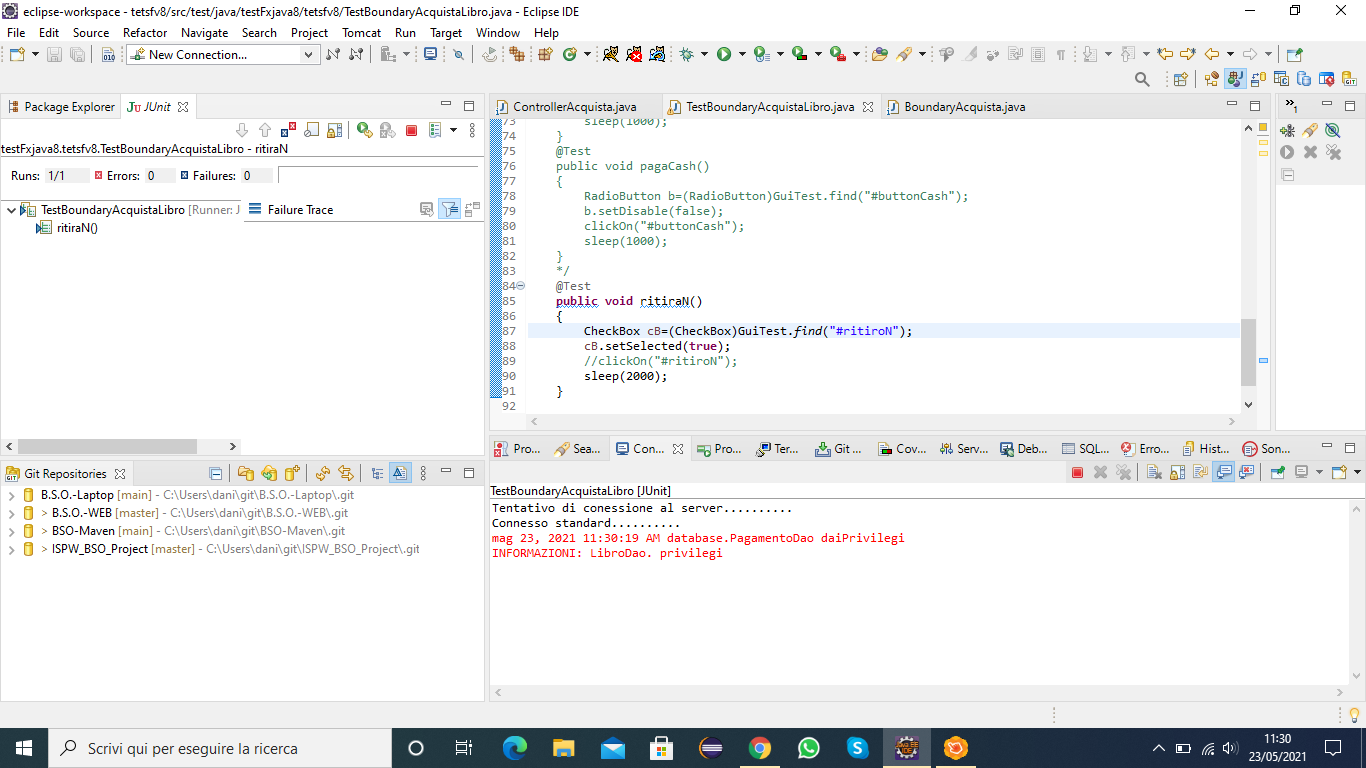 eclipse-workspace - tetsfv8/src/test/java/testFxjava8/tetsfv8/TestBoundaryAcquistaLibro.java - Eclipse IDE
File Edit Source Refactor Navigate Search Project Tomcat Run Target Window Help
New Connection...
Package Explorer
JUnit
testFxjava8.tetsfv8.TestBoundaryAcquistaLibro - ritiraN
Runs: 1/1 Errors: 0 Failures: 0
TestBoundaryAcquistaLibro [Runner: J
Failure Trace
ritiraN()
Git Repositories
B.S.O.-Laptop [main] - C:\Users\dani\git\B.S.O.-Laptop\.git
> B.S.O.-WEB [master] - C:\Users\dani\git\B.S.O.-WEB\.git
> BSO-Maven [main] - C:\Users\dani\git\BSO-Maven\.git
> ISPW_BSO_Project [master] - C:\Users\dani\git\ISPW_BSO_Project\.git
ControllerAcquista.java
TestBoundaryAcquistaLibro.java
BoundaryAcquista.java
73 sleep(1000);
74 }
75 @Test
76 public void pagaCash()
77 {
78 RadioButton b=(RadioButton)GuiTest.find("#buttonCash");
79 b.setDisable(false);
80 clickOn("#buttonCash");
81 sleep(1000);
82 }
83 */
84 @Test
85 public void ritiraN()
86 {
87 CheckBox cB=(CheckBox)GuiTest.find("#ritiroN");
88 cB.setSelected(true);
89 //clickOn("#ritiroN");
90 sleep(2000);
91 }
92
Pro... Sea... Con... Pro... Ter... Git ... Cov... Serv... Deb... SQL... Erro... Hist... Son...
TestBoundaryAcquistaLibro [JUnit]
Tentativo di conessione al server..........
Connesso standard..........
mag 23, 2021 11:30:19 AM database.PagamentoDao daiPrivilegi
INFORMAZIONI: LibroDao. privilegi
Scrivi qui per eseguire la ricerca
11:30
23/05/2021